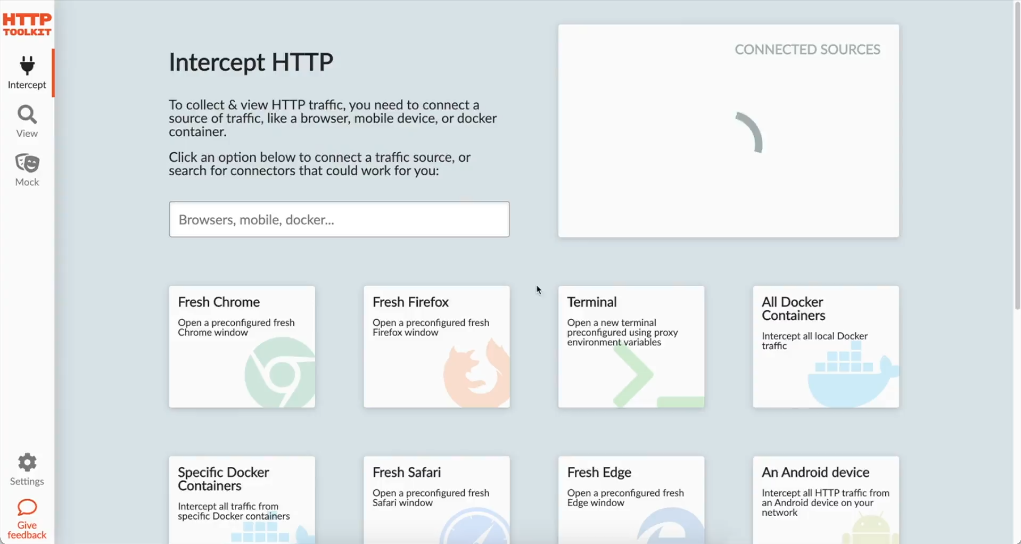 HTTP
TOOLKIT
Intercept
View
Mock
Settings
Give
feedback
Intercept HTTP
To collect & view HTTP traffic, you need to connect a
source of traffic, like a browser, mobile device, or docker
container.
Click an option below to connect a traffic source, or
search for connectors that could work for you:
Browsers, mobile, docker...
CONNECTED SOURCES
Fresh Chrome
Open a preconfigured fresh
Chrome window
Fresh Firefox
Open a preconfigured fresh
Firefox window
Terminal
Open a new terminal
preconfigured using proxy
environment variables
All Docker
Containers
Intercept all local Docker
traffic
Specific Docker
Containers
Intercept all traffic from
specific Docker containers
Fresh Safari
Open a preconfigured fresh
Safari window
Fresh Edge
Open a preconfigured fresh
Edge window
An Android device
Intercept all HTTP traffic from
an Android device on your
network